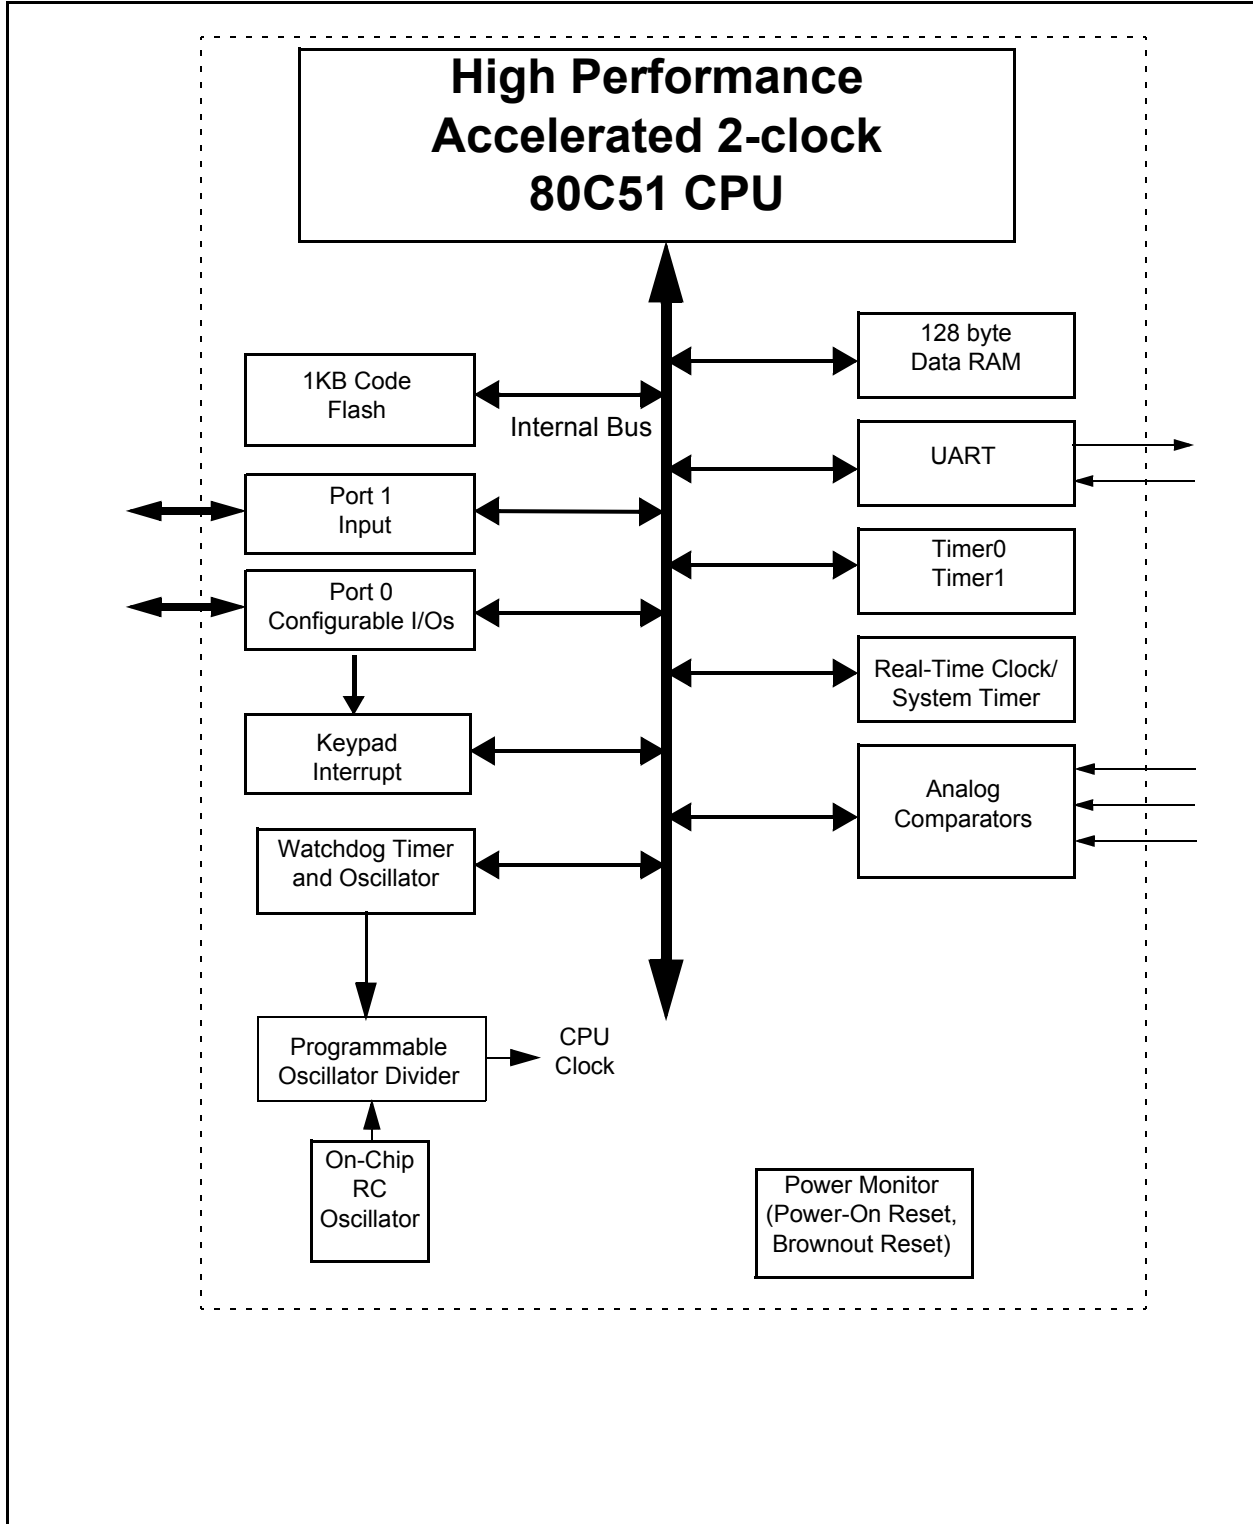 High Performance
Accelerated 2-clock
80C51 CPU
1KB Code
Flash
Internal Bus
Port 1
Input
Port 0
Configurable I/Os
Keypad
Interrupt
Watchdog Timer
and Oscillator
Programmable
Oscillator Divider
CPU
Clock
On-Chip
RC
Oscillator
128 byte
Data RAM
UART
Timer0
Timer1
Real-Time Clock/
System Timer
Analog
Comparators
Power Monitor
(Power-On Reset,
Brownout Reset)